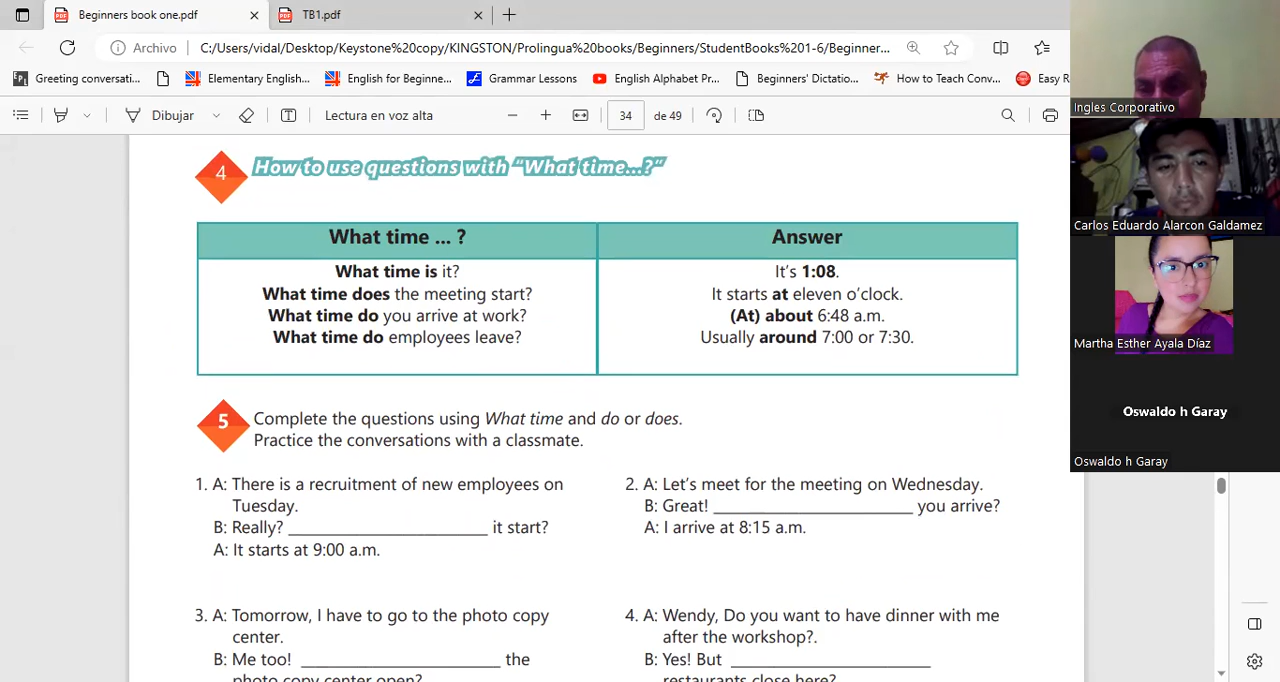 Beginners book one.pdf
TB1.pdf
Archivo
C:/Users/vidal/Desktop/Keystone%20copy/KINGSTON/Prolingua%20books/Beginners/StudentBooks%201-6/Beginner...
Greeting conversati...
Elementary English...
English for Beginne...
Grammar Lessons
English Alphabet Pr...
Beginners' Dictatio...
How to Teach Conv...
Easy R
Dibujar
Lectura en voz alta
34
de 49
4
How to use questions with "What time...?"
What time ... ?
Answer
What time is it?
It's 1:08.
What time does the meeting start?
It starts at eleven o'clock.
What time do you arrive at work?
(At) about 6:48 a.m.
What time do employees leave?
Usually around 7:00 or 7:30.
5
Complete the questions using What time and do or does.
Practice the conversations with a classmate.
1. A: There is a recruitment of new employees on
Tuesday.
B: Really? ______________________ it start?
A: It starts at 9:00 a.m.
2. A: Let's meet for the meeting on Wednesday.
B: Great! ______________________ you arrive?
A: I arrive at 8:15 a.m.
3. A: Tomorrow, I have to go to the photo copy
center.
B: Me too! ______________________ the
photo copy center open?
4. A: Wendy, Do you want to have dinner with me
after the workshop?.
B: Yes! But ______________________
restaurants close here?
Ingles Corporativo
Carlos Eduardo Alarcon Galdamez
Martha Esther Ayala Díaz
Oswaldo h Garay
Oswaldo h Garay